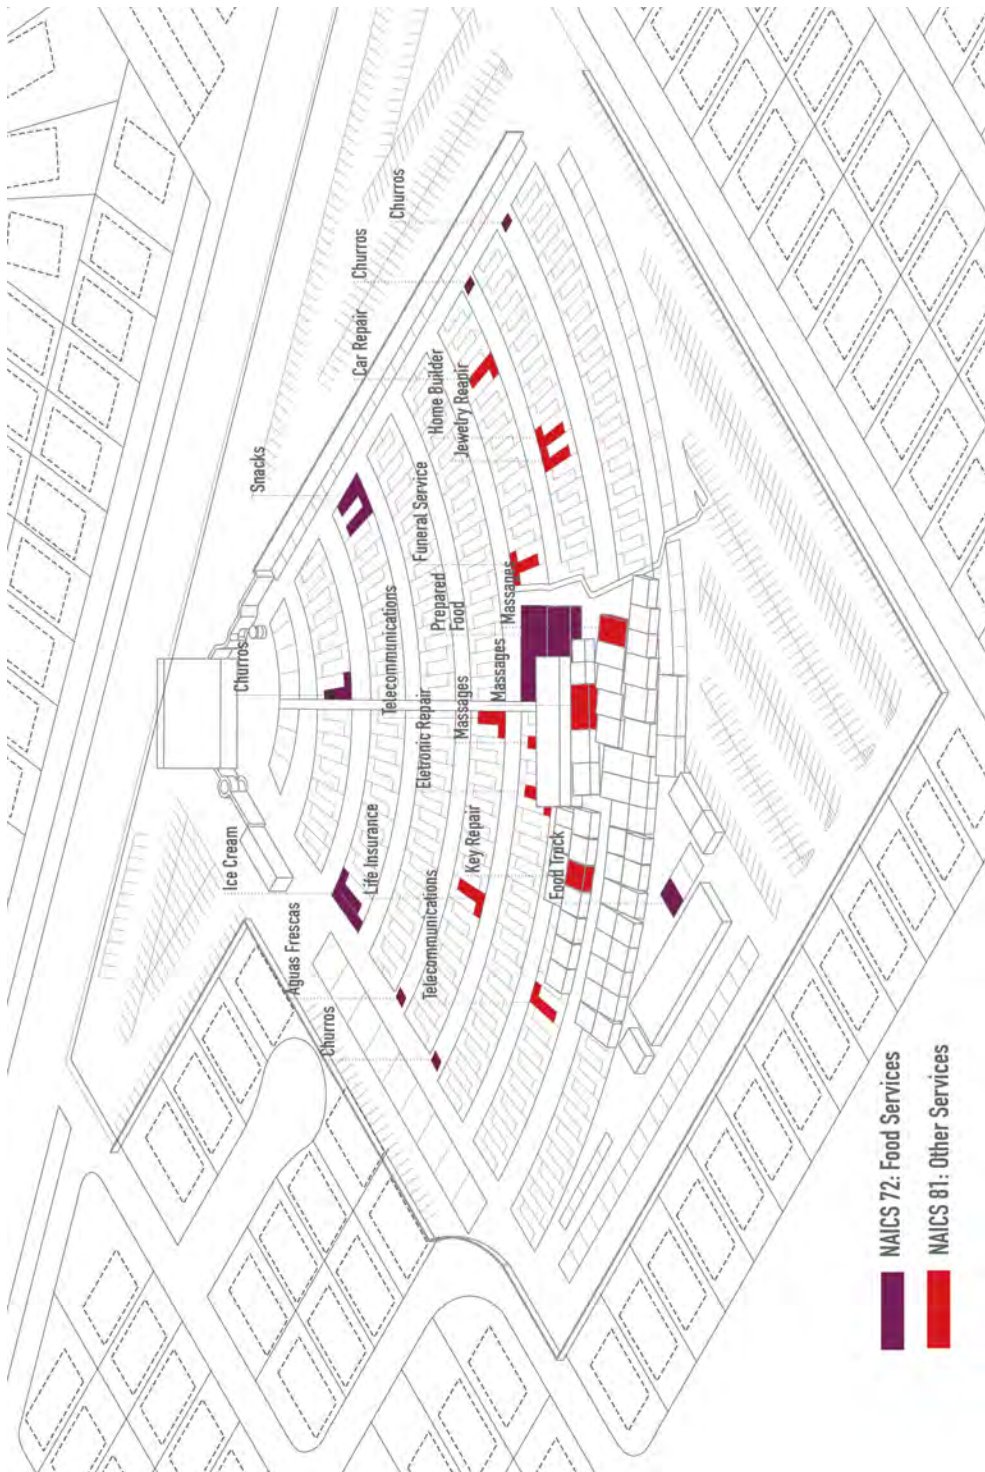 Ice Cream
Churros
Snacks
Aguas Frescas
Churros
Car Repair
Churros
Life Insurance
Telecommunications
Churros
Telecommunications
Eletronic Repair
Funeral Service
Home Builder
Jewelry Reapir
Prepared
Food
Massages
Key Repair
Massages
Massages
Food Truck
NAICS 72: Food Services
NAICS 81: Other Services